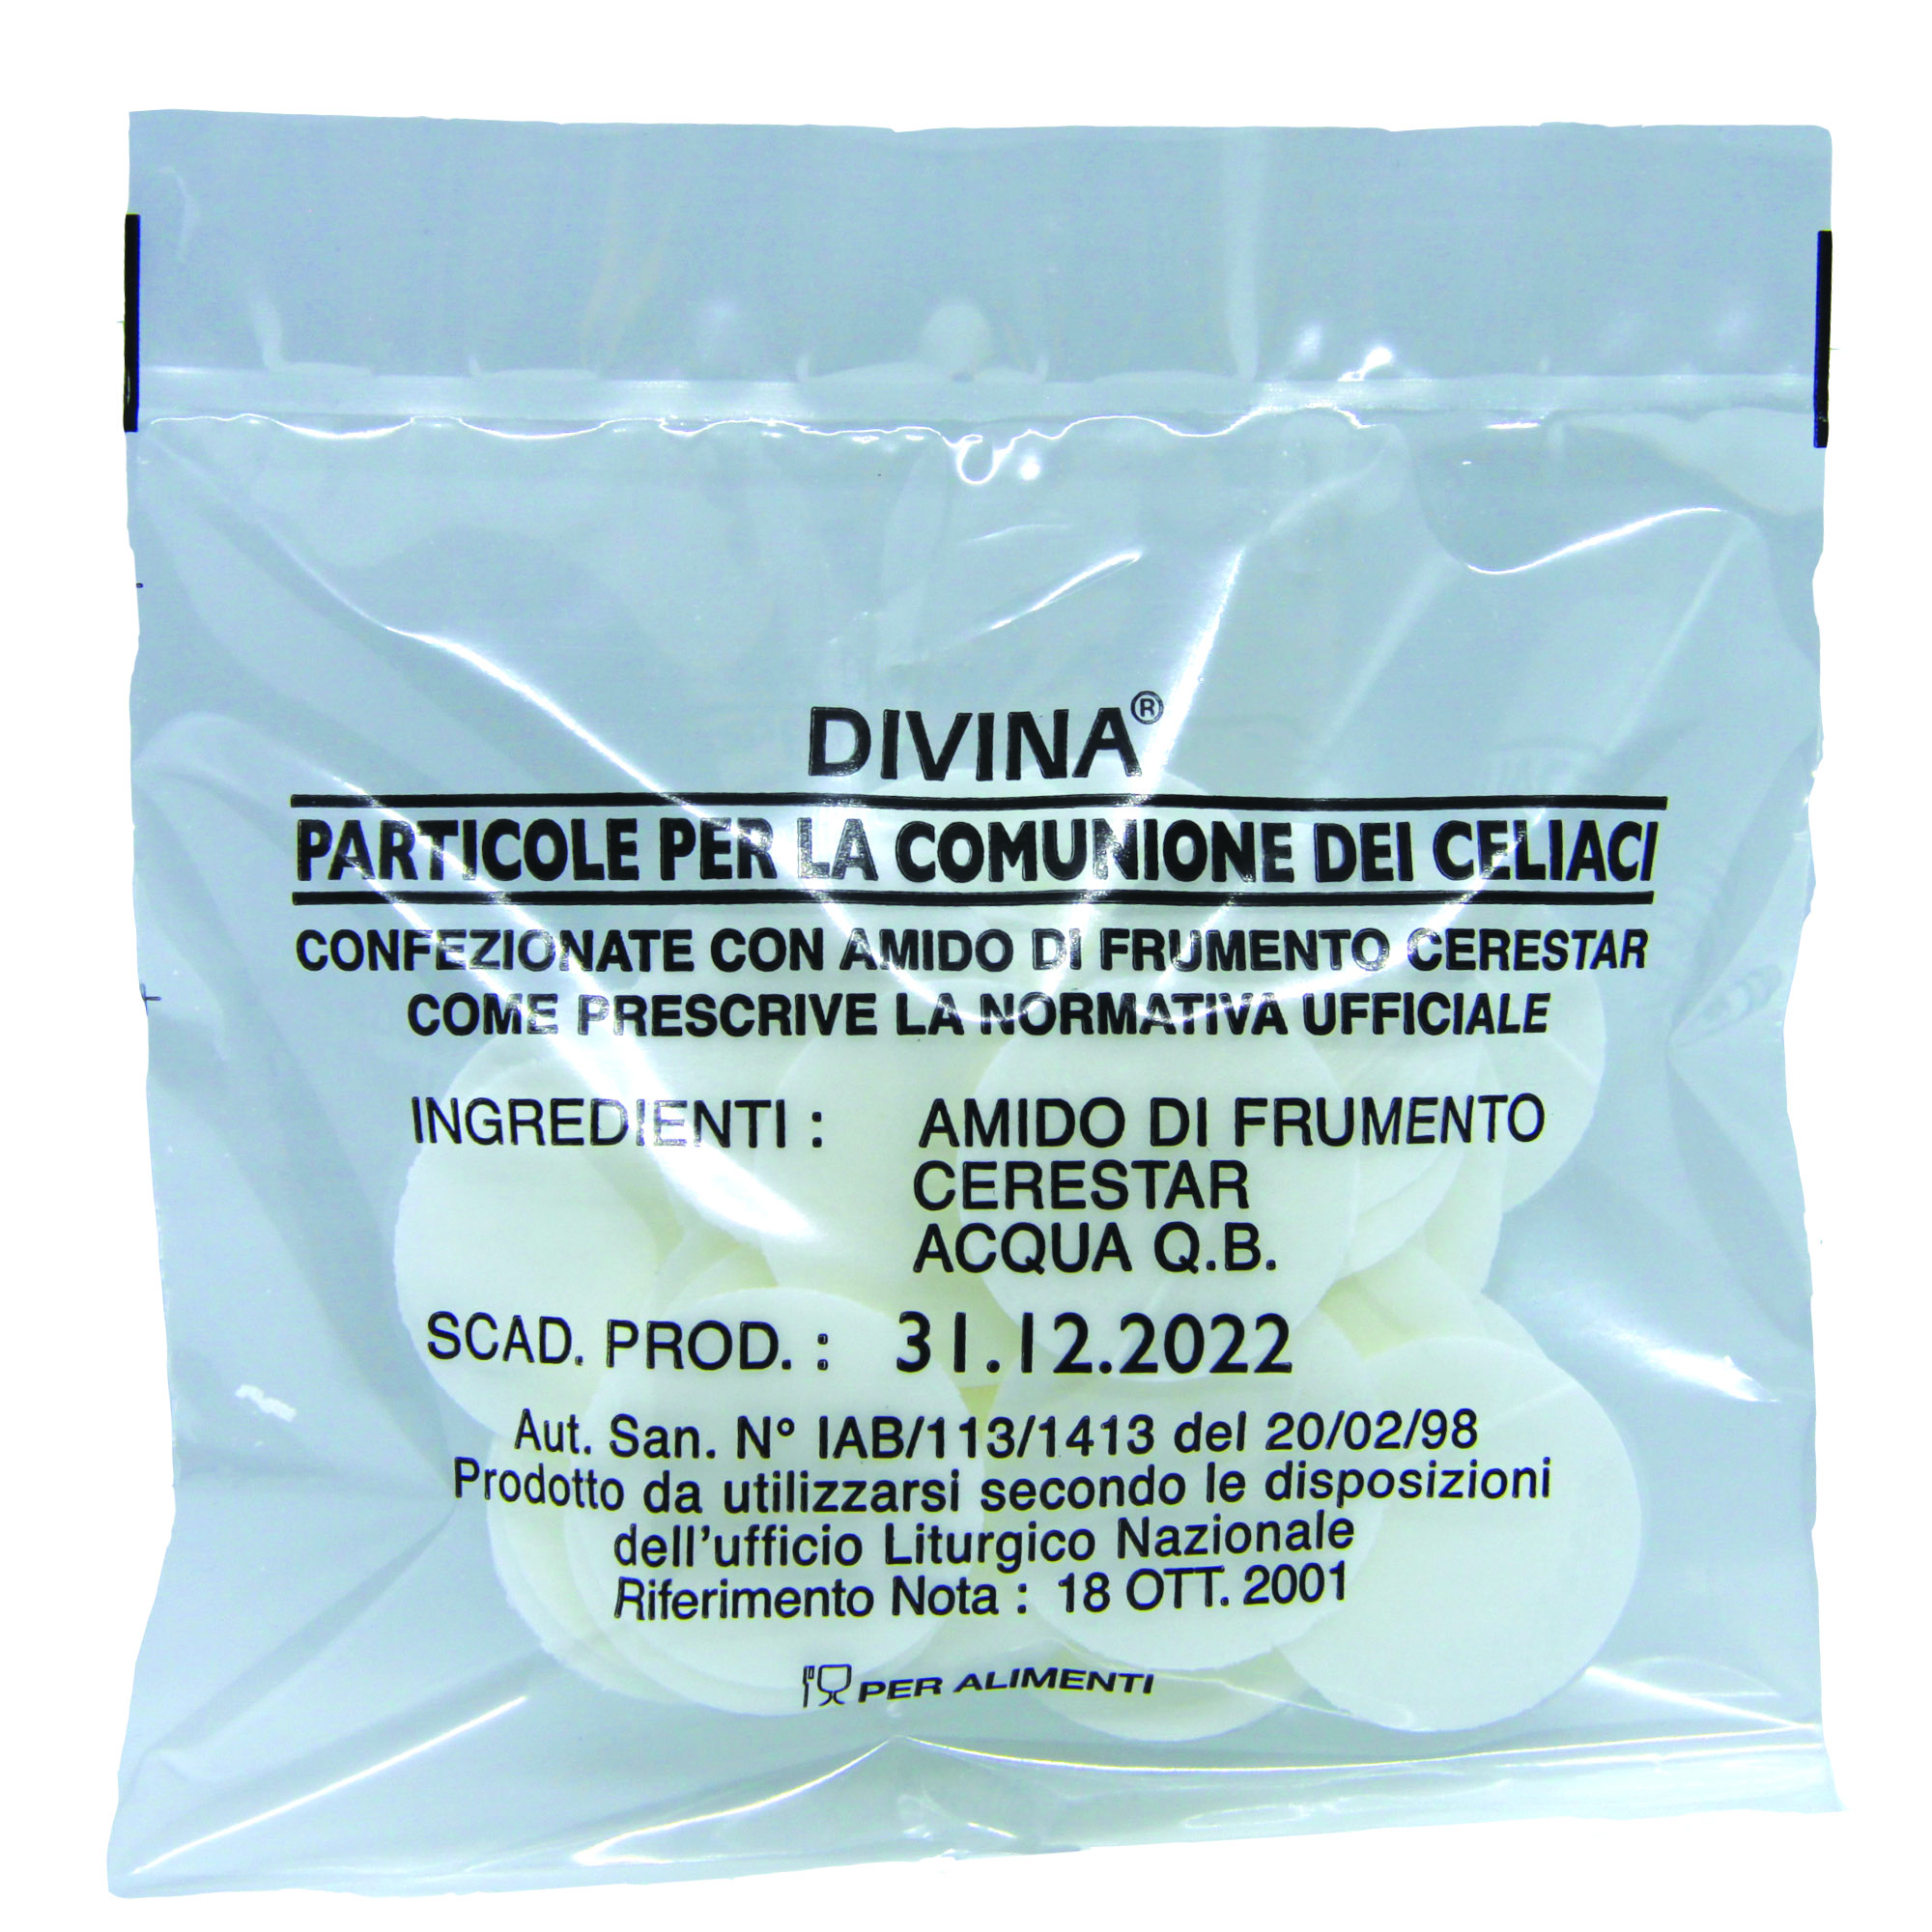 DIVINA®
PARTICOLE PER LA COMUNIONE DEI CELIACI
CONFEZIONATE CON AMIDO DI FRUMENTO CERESTAR
COME PRESCRIVE LA NORMATIVA UFFICIALE
INGREDIENTI : AMIDO DI FRUMENTO
CERESTAR
ACQUA Q.B.
SCAD. PROD. : 31.12.2022
Aut. San. N° IAB/113/1413 del 20/02/98
Prodotto da utilizzarsi secondo le disposizioni
dell'ufficio Liturgico Nazionale
Riferimento Nota : 18 OTT. 2001
PER ALIMENTI